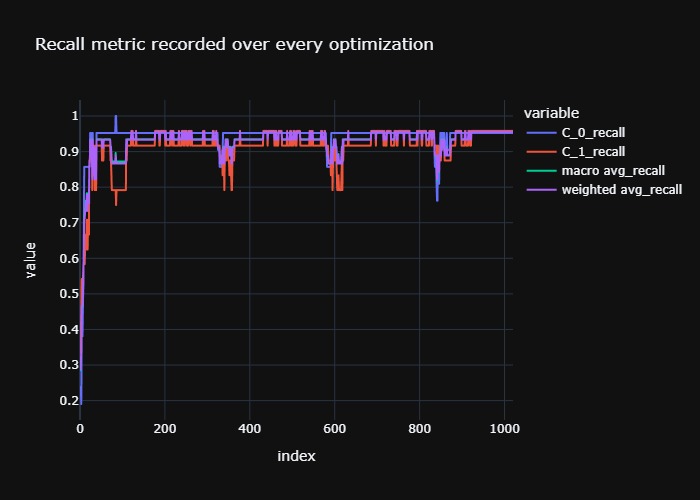 Recall metric recorded over every optimization
variable
C_0_recall
C_1_recall
macro avg_recall
weighted avg_recall
value
1
0.9
0.8
0.7
0.6
0.5
0.4
0.3
0.2
0 200 400 600 800 1000
index